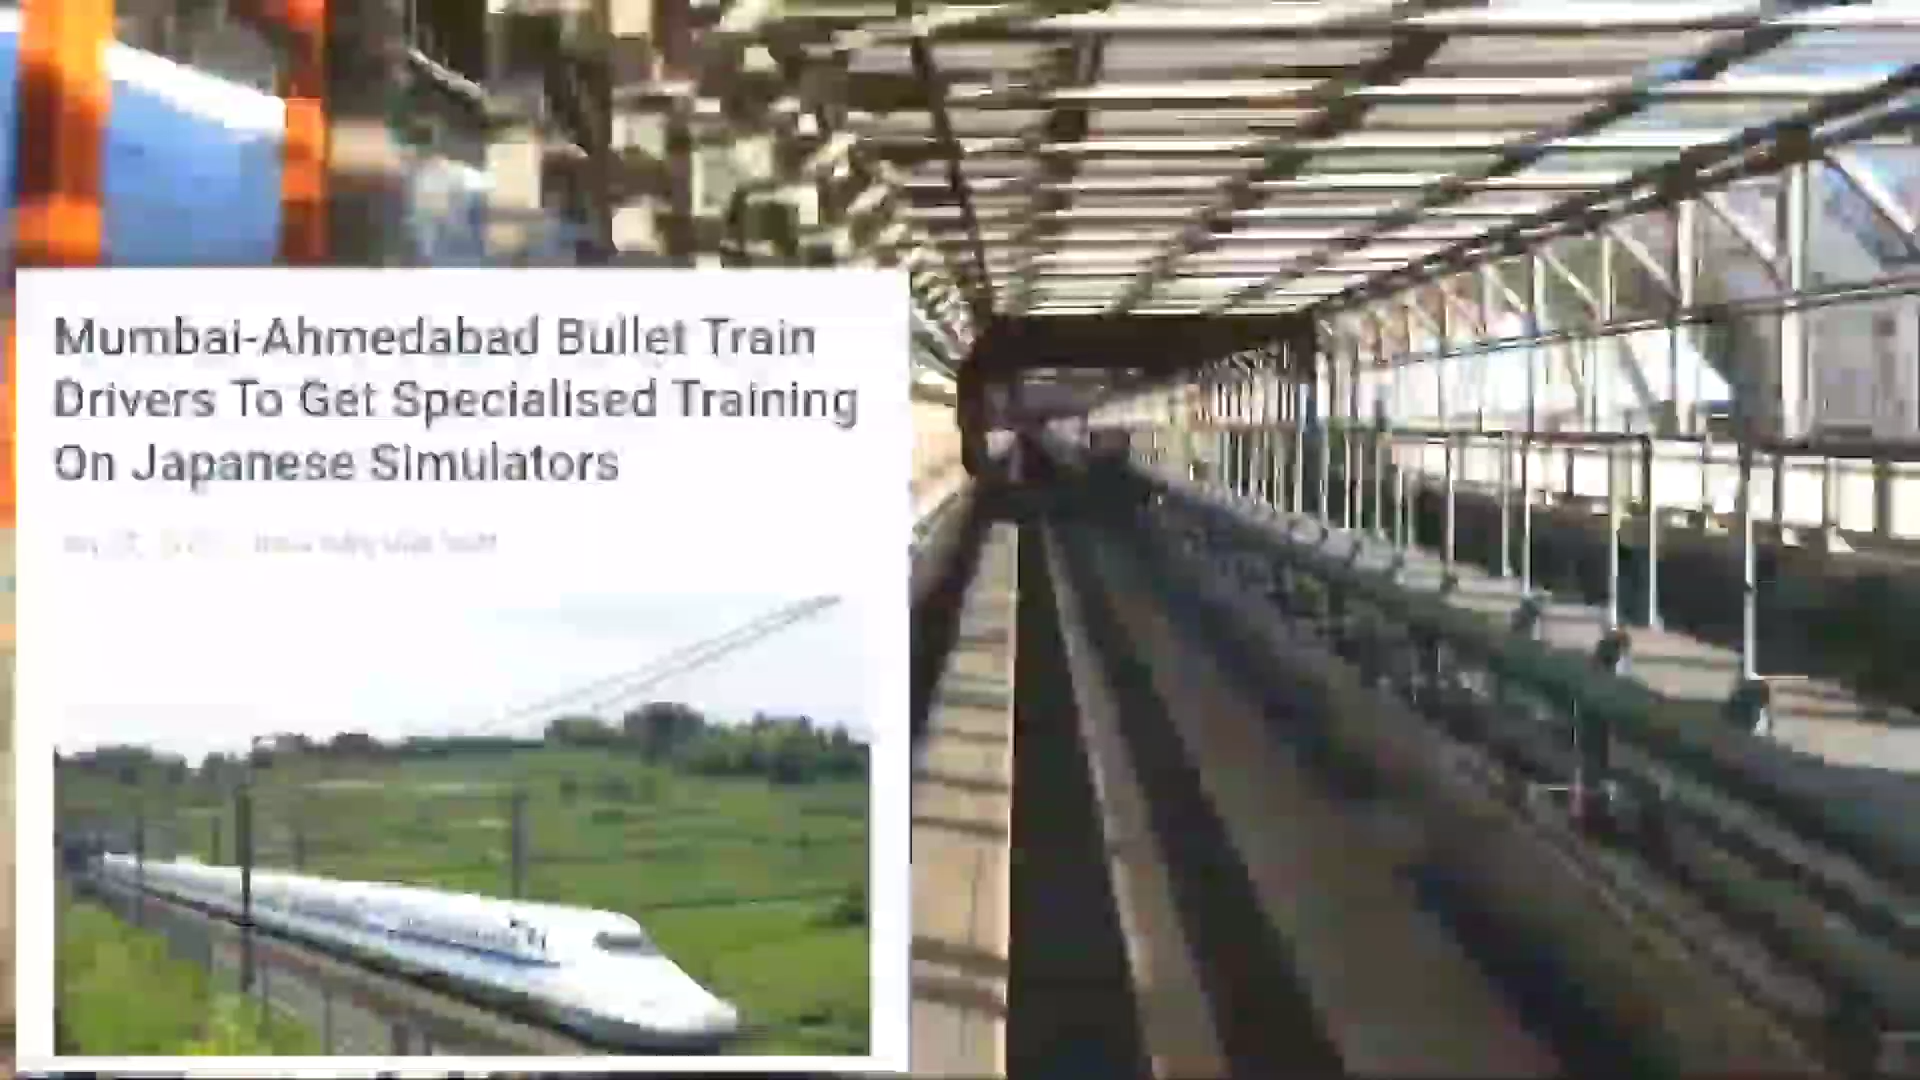 Mumbai-Ahmedabad Bullet Train
Drivers To Get Specialised Training
On Japanese Simulators